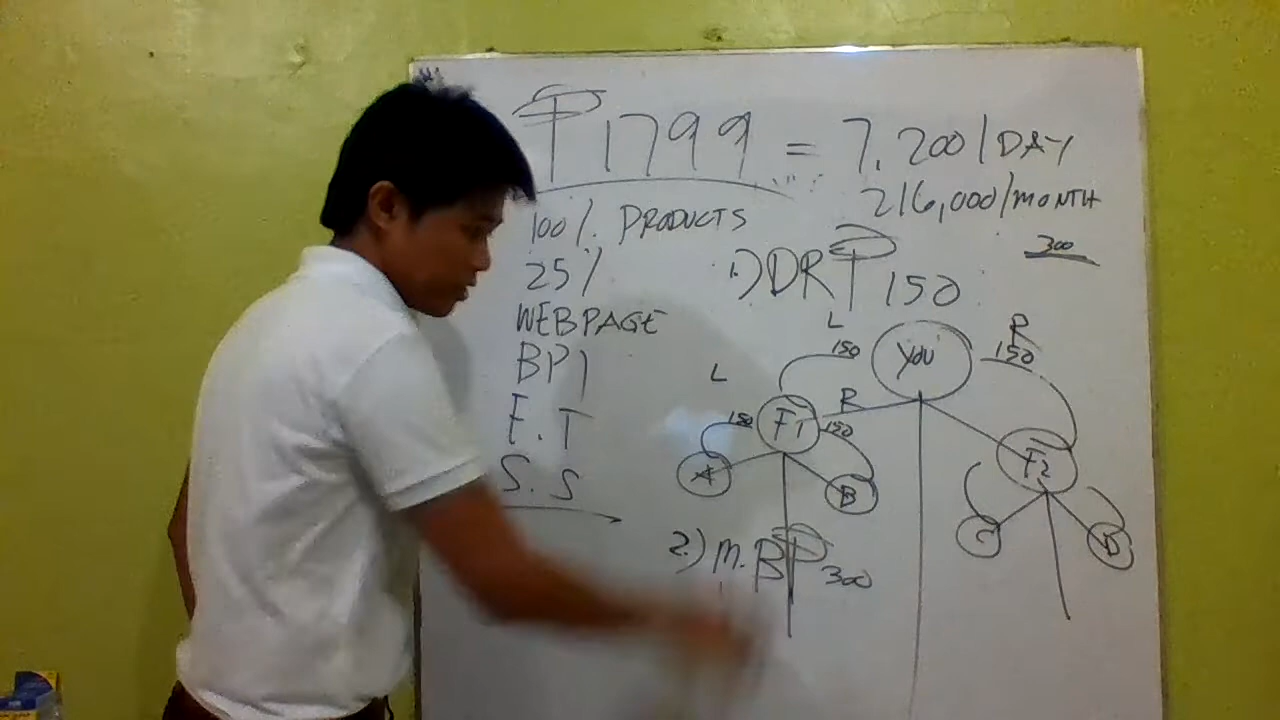 ₱1799 = 7,200/DAY
216,000/MONTH
300
100% PRODUCTS
25%
WEBPAGE
BPI
F.T
S.S
1.) DR ₱150
L
R
150
YOU
150
L
R
150
F1
150
F2
A
B
C
D
2.) M.B ₱300